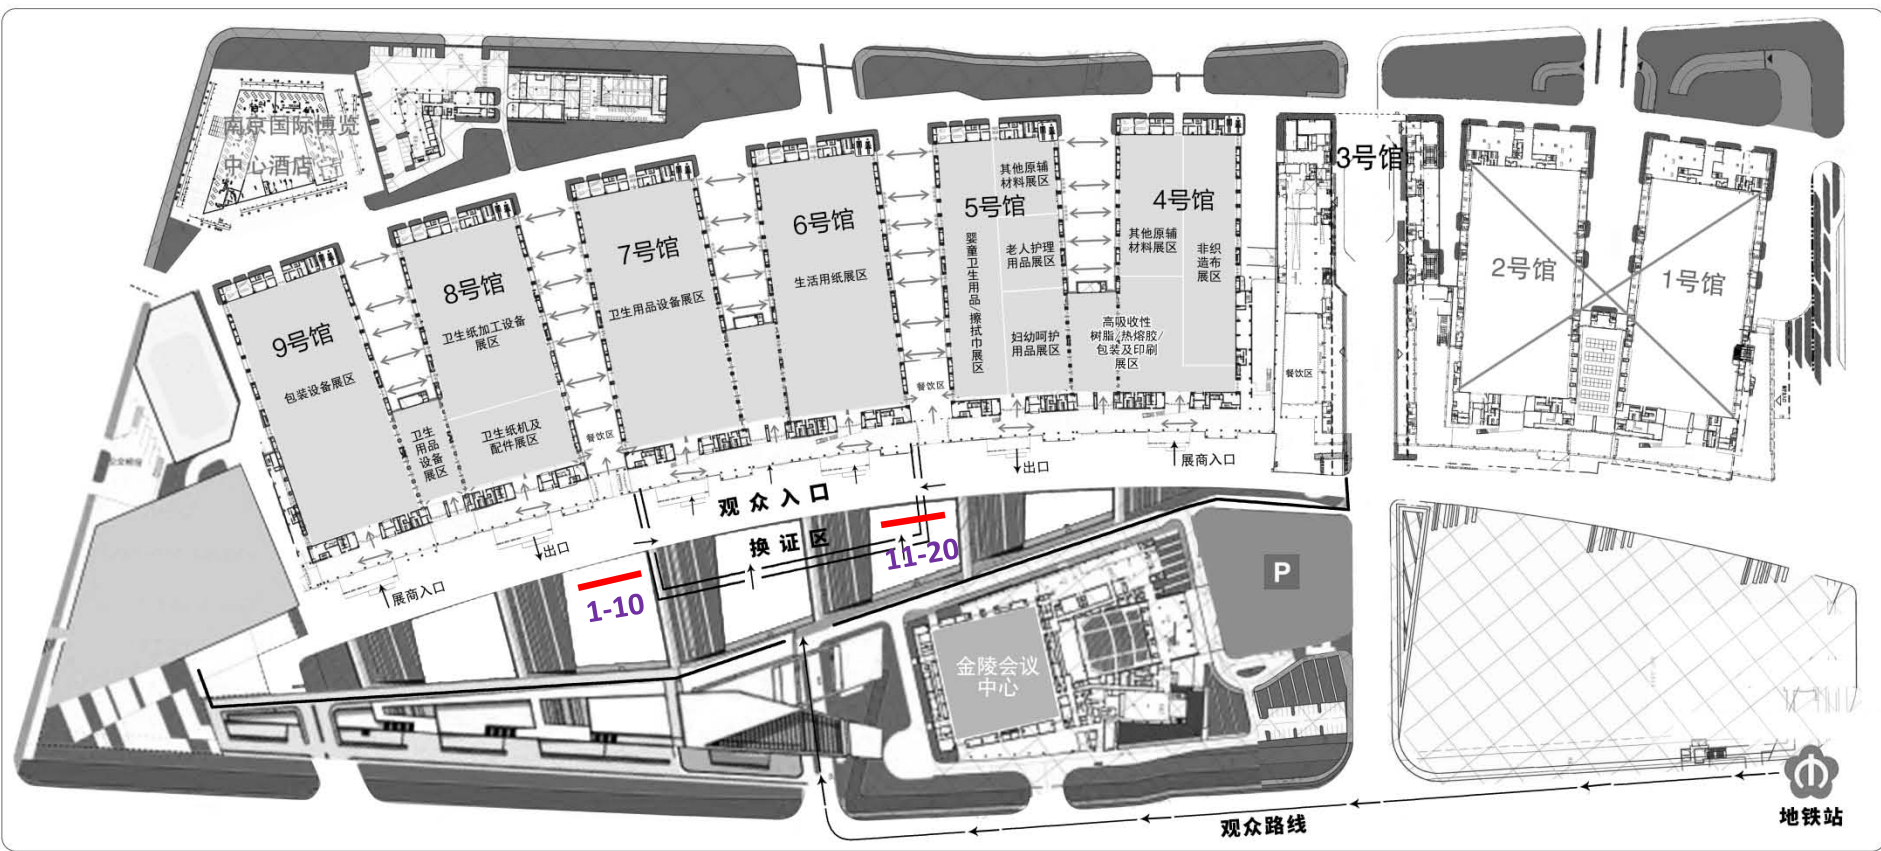 南京国际博览
中心酒店
9号馆
包装设备展区
8号馆
卫生纸加工设备
展区
卫生
用品
设备
展区
卫生纸机及
配件展区
餐饮区
7号馆
卫生用品设备展区
6号馆
生活用纸展区
餐饮区
5号馆
其他原辅
材料展区
婴童卫生用品/擦拭巾展区
老人护理
用品展区
妇幼呵护
用品展区
4号馆
其他原辅
材料展区
非织
造布
展区
高吸收性
树脂/热熔胶/
包装及印刷
展区
餐饮区
3号馆
2号馆
1号馆
展商入口
出口
观众入口
换证区
出口
展商入口
1-10
11-20
P
金陵会议
中心
观众路线
地铁站